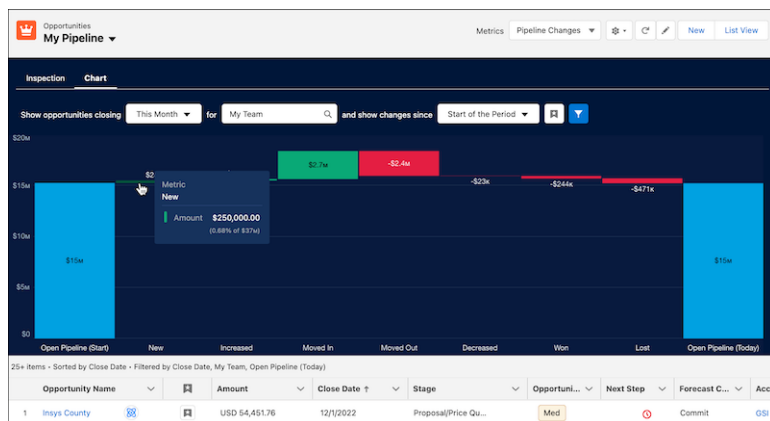 Opportunities
My Pipeline
Metrics Pipeline Changes New List View
Inspection Chart
Show opportunities closing This Month for My Team and show changes since Start of the Period
$20M
$15M
$10M
$5M
$0
$2.7M -$2.4M
-$23K -$244K -$471K
Metric
New
Amount $250,000.00
(0.68% of $37M)
$15M $15M
Open Pipeline (Start) New Increased Moved In Moved Out Decreased Won Lost Open Pipeline (Today)
25+ items • Sorted by Close Date • Filtered by Close Date, My Team, Open Pipeline (Today)
Opportunity Name Amount Close Date ↑ Stage Opportuni... Next Step Forecast C... Acc
1 Insys County USD 54,451.76 12/1/2022 Proposal/Price Qu... Med Commit GSI